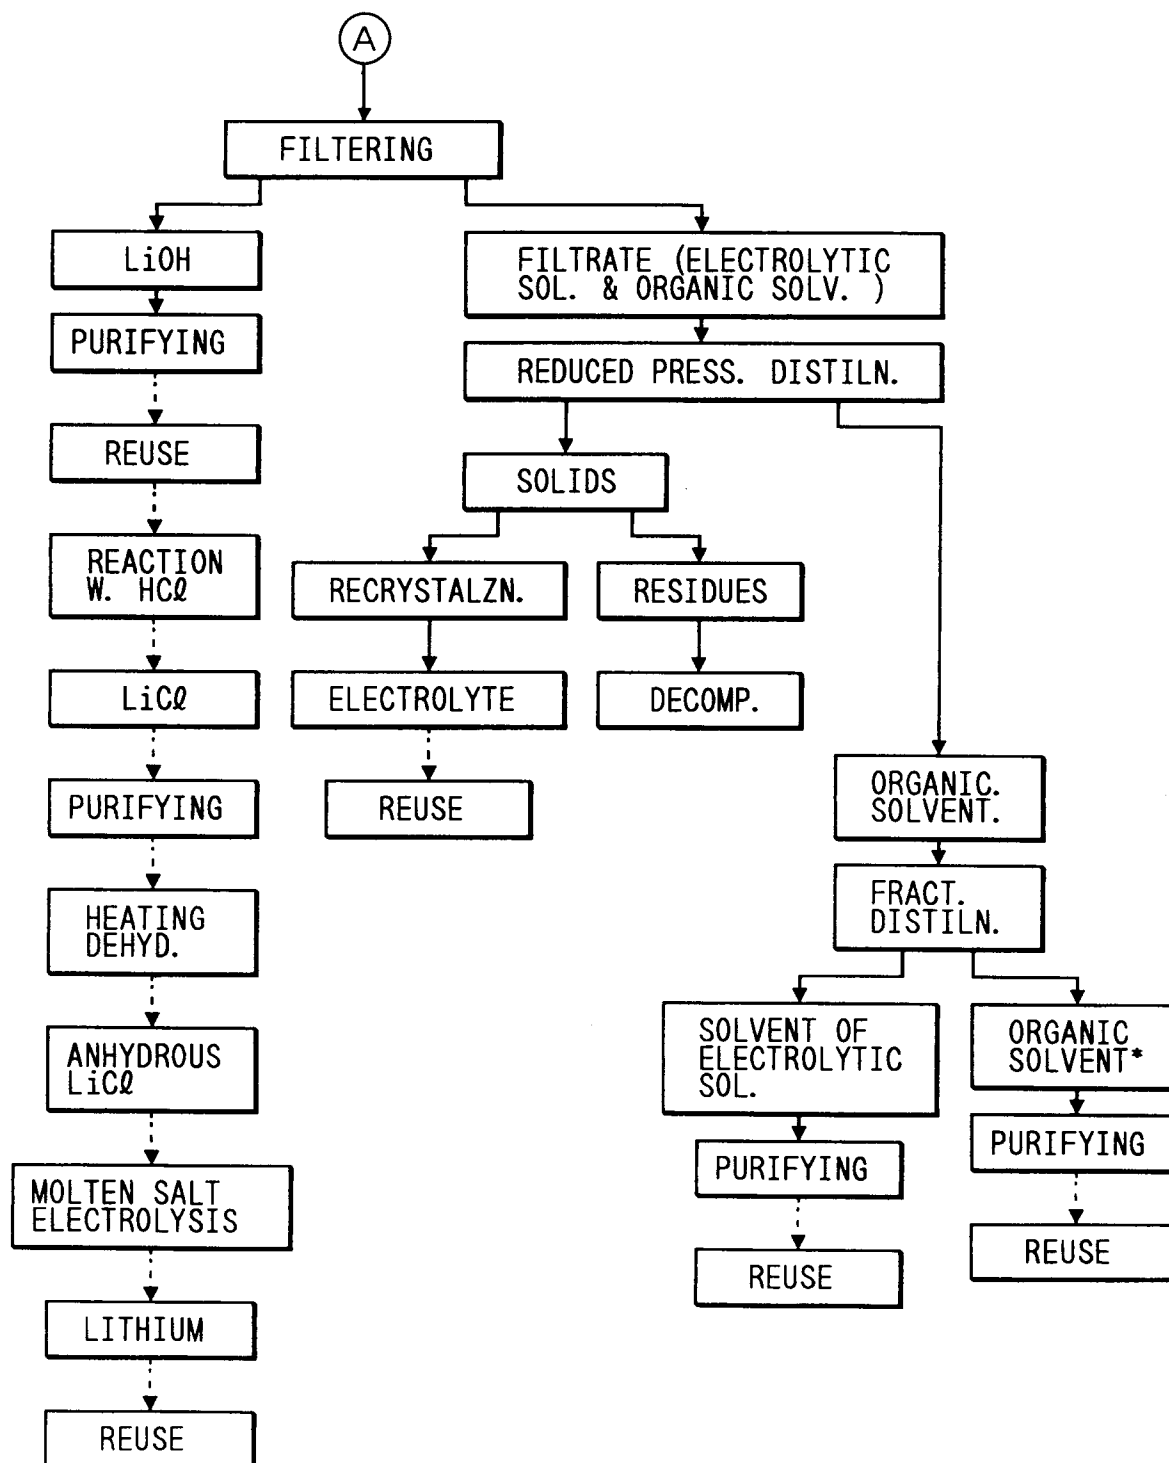 A
FILTERING
LiOH
FILTRATE (ELECTROLYTIC
SOL. & ORGANIC SOLV. )
PURIFYING
REDUCED PRESS. DISTILN.
REUSE
SOLIDS
REACTION
W. HCℓ
RECRYSTALZN.
RESIDUES
LiCℓ
ELECTROLYTE
DECOMP.
PURIFYING
REUSE
ORGANIC.
SOLVENT.
HEATING
DEHYD.
FRACT.
DISTILN.
ANHYDROUS
LiCℓ
SOLVENT OF
ELECTROLYTIC
SOL.
ORGANIC
SOLVENT*
PURIFYING
PURIFYING
MOLTEN SALT
ELECTROLYSIS
REUSE
REUSE
LITHIUM
REUSE